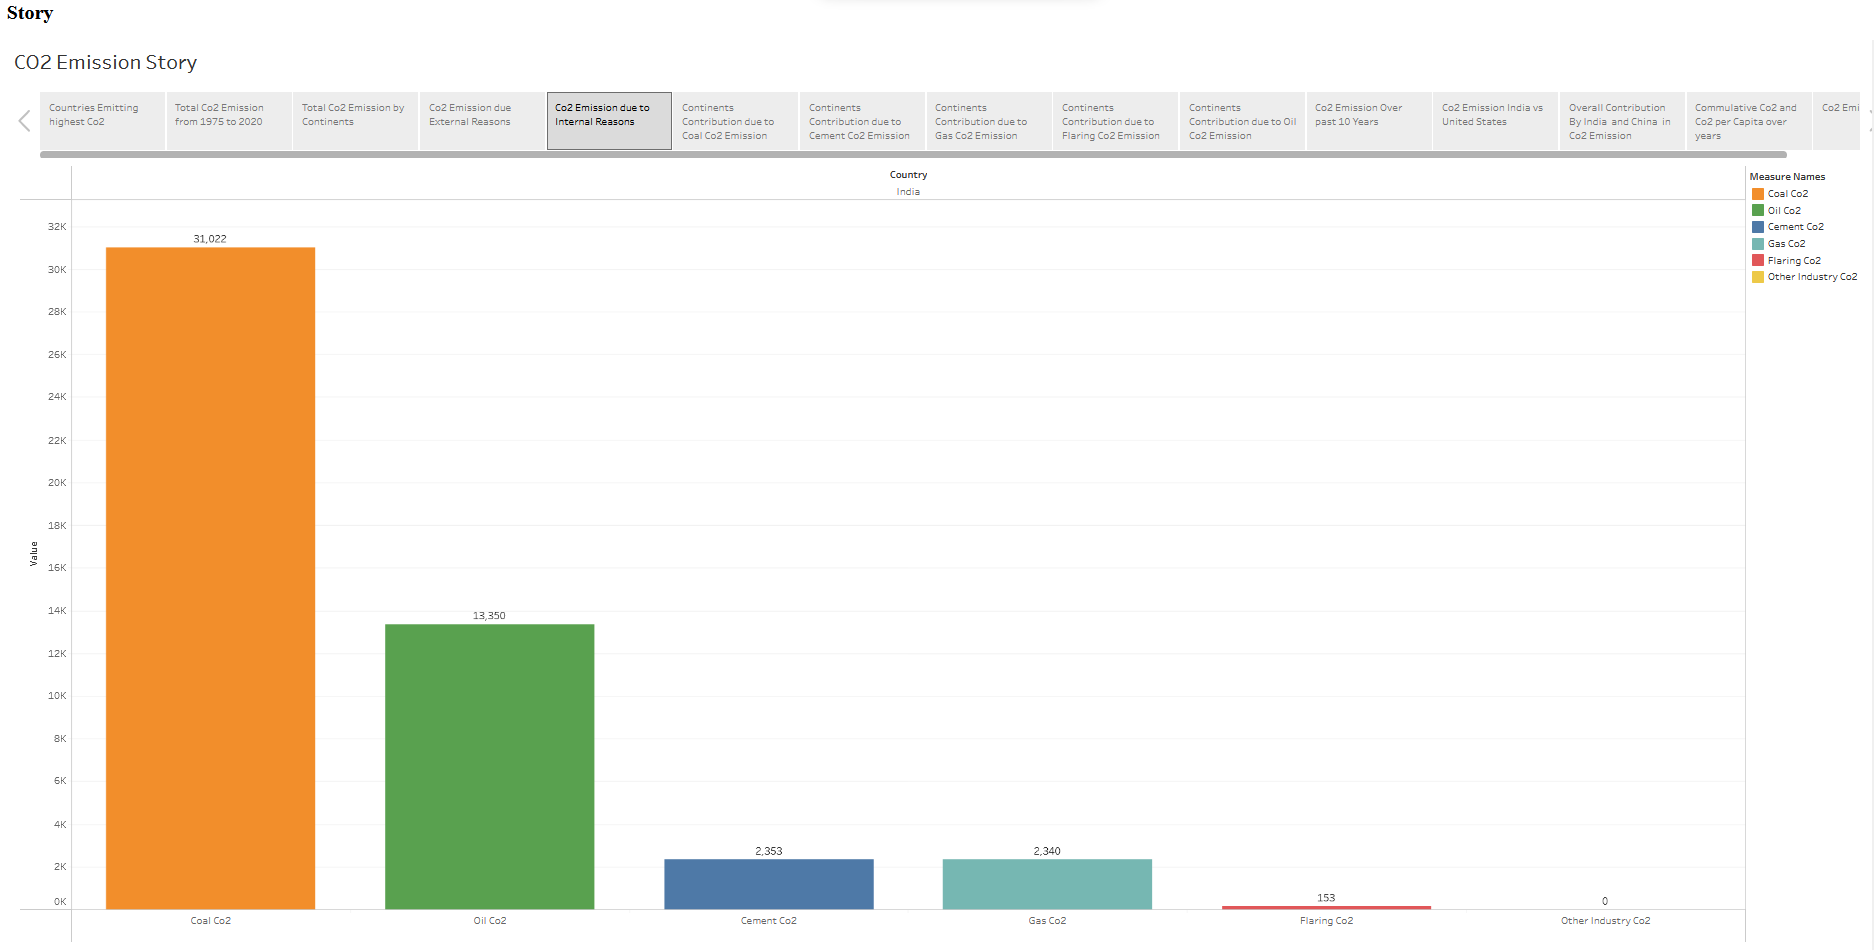 Story
CO2 Emission Story
Countries Emitting
highest Co2
Total Co2 Emission
from 1975 to 2020
Total Co2 Emission by
Continents
Co2 Emission due
External Reasons
Co2 Emission due to
Internal Reasons
Continents
Contribution due to
Coal Co2 Emission
Continents
Contribution due to
Cement Co2 Emission
Continents
Contribution due to
Gas Co2 Emission
Continents
Contribution due to
Flaring Co2 Emission
Continents
Contribution due to Oil
Co2 Emission
Co2 Emission Over
past 10 Years
Co2 Emission India vs
United States
Overall Contribution
By India and China in
Co2 Emission
Commulative Co2 and
Co2 per Capita over
years
Co2 Emi
Country
India
Measure Names
Coal Co2
Oil Co2
Cement Co2
Gas Co2
Flaring Co2
Other Industry Co2
Value
32K
30K
28K
26K
24K
22K
20K
18K
16K
14K
12K
10K
8K
6K
4K
2K
0K
31,022
13,350
2,353
2,340
153
0
Coal Co2
Oil Co2
Cement Co2
Gas Co2
Flaring Co2
Other Industry Co2